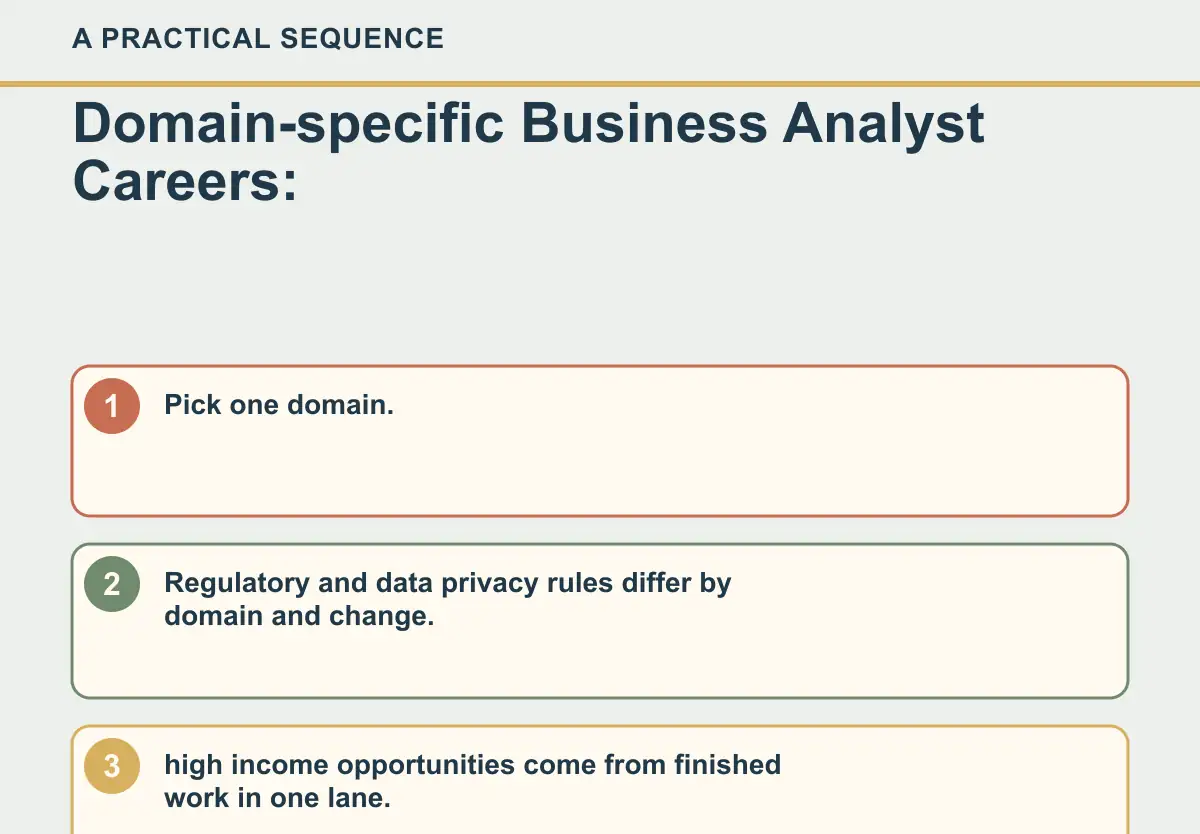 A PRACTICAL SEQUENCE
Domain-specific Business Analyst
Careers:
1
Pick one domain.
2
Regulatory and data privacy rules differ by
domain and change.
3
high income opportunities come from finished
work in one lane.